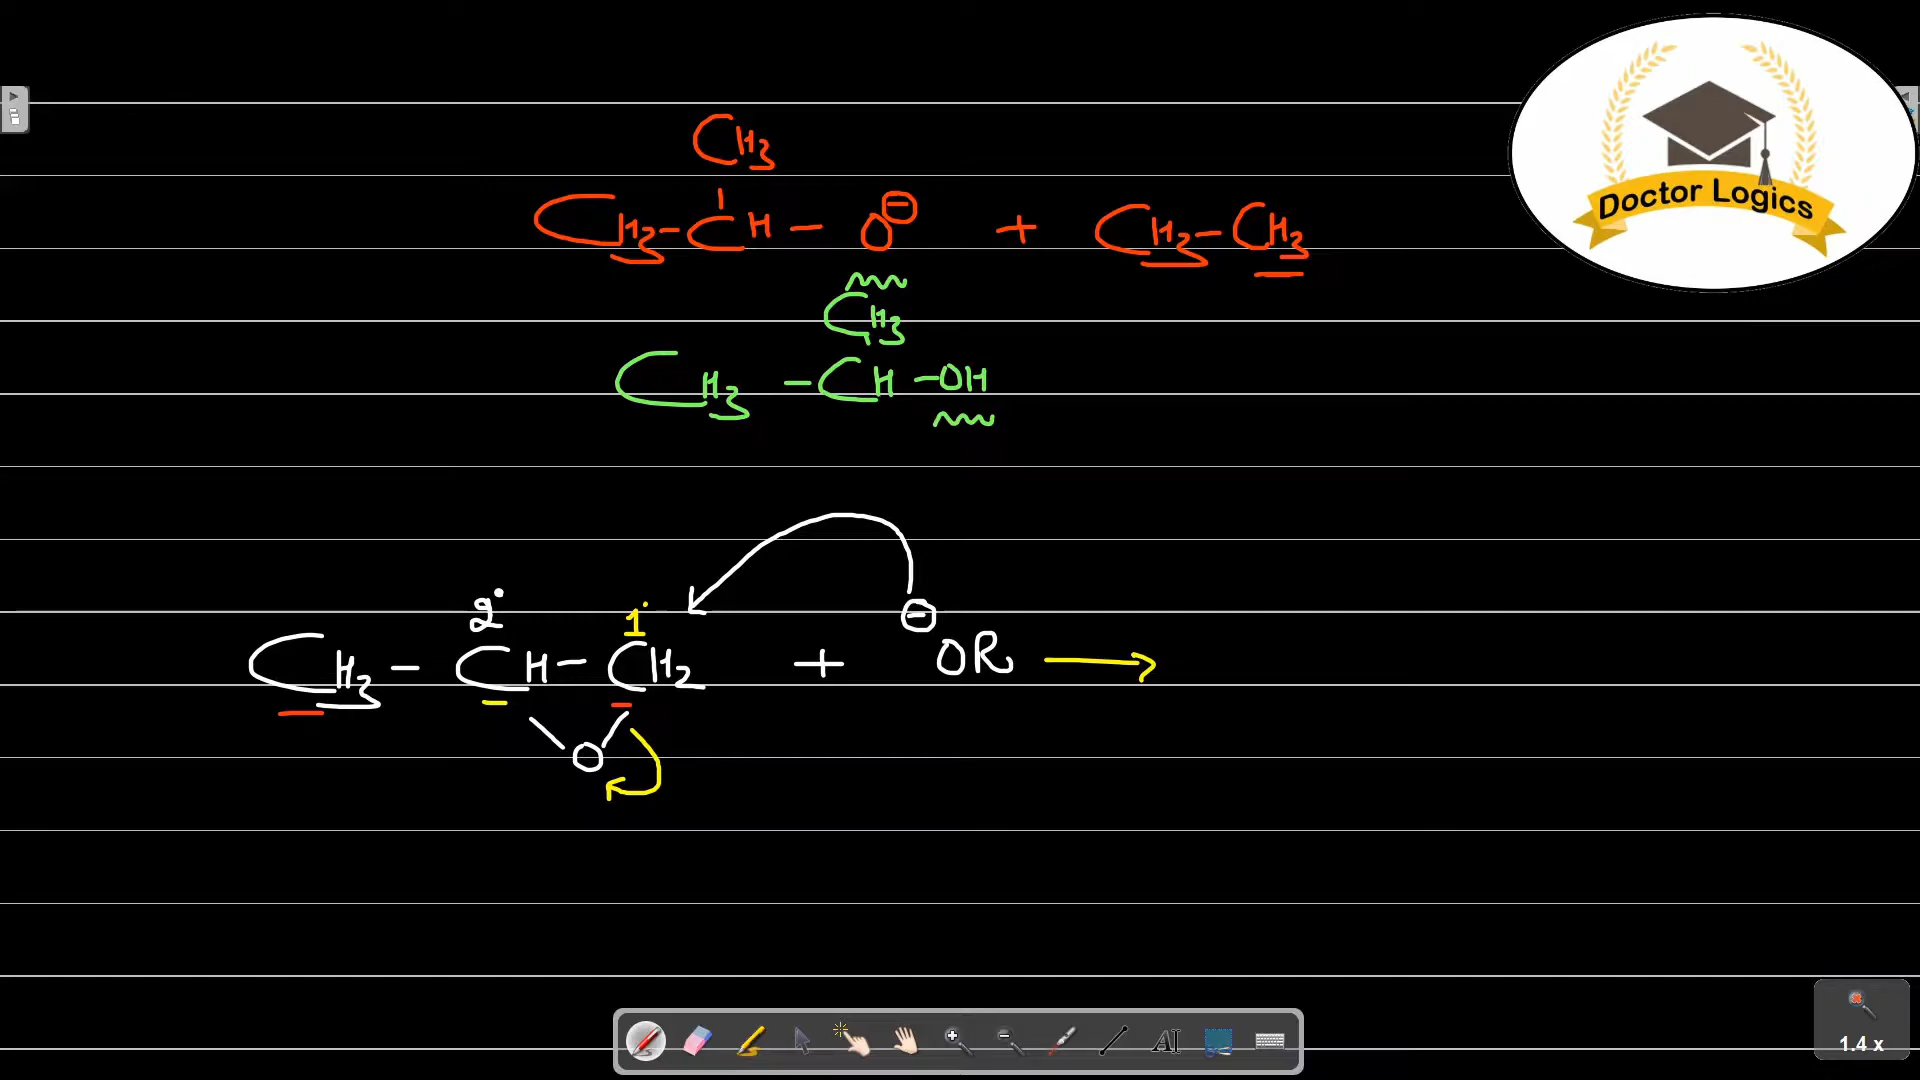 CH3
CH3-CH-O⊖ + CH3-CH3
CH3
CH3-CH-OH
2° 1°
CH3-CH-CH2 + ⊖OR →
O
Doctor Logics
AI
1.4 x